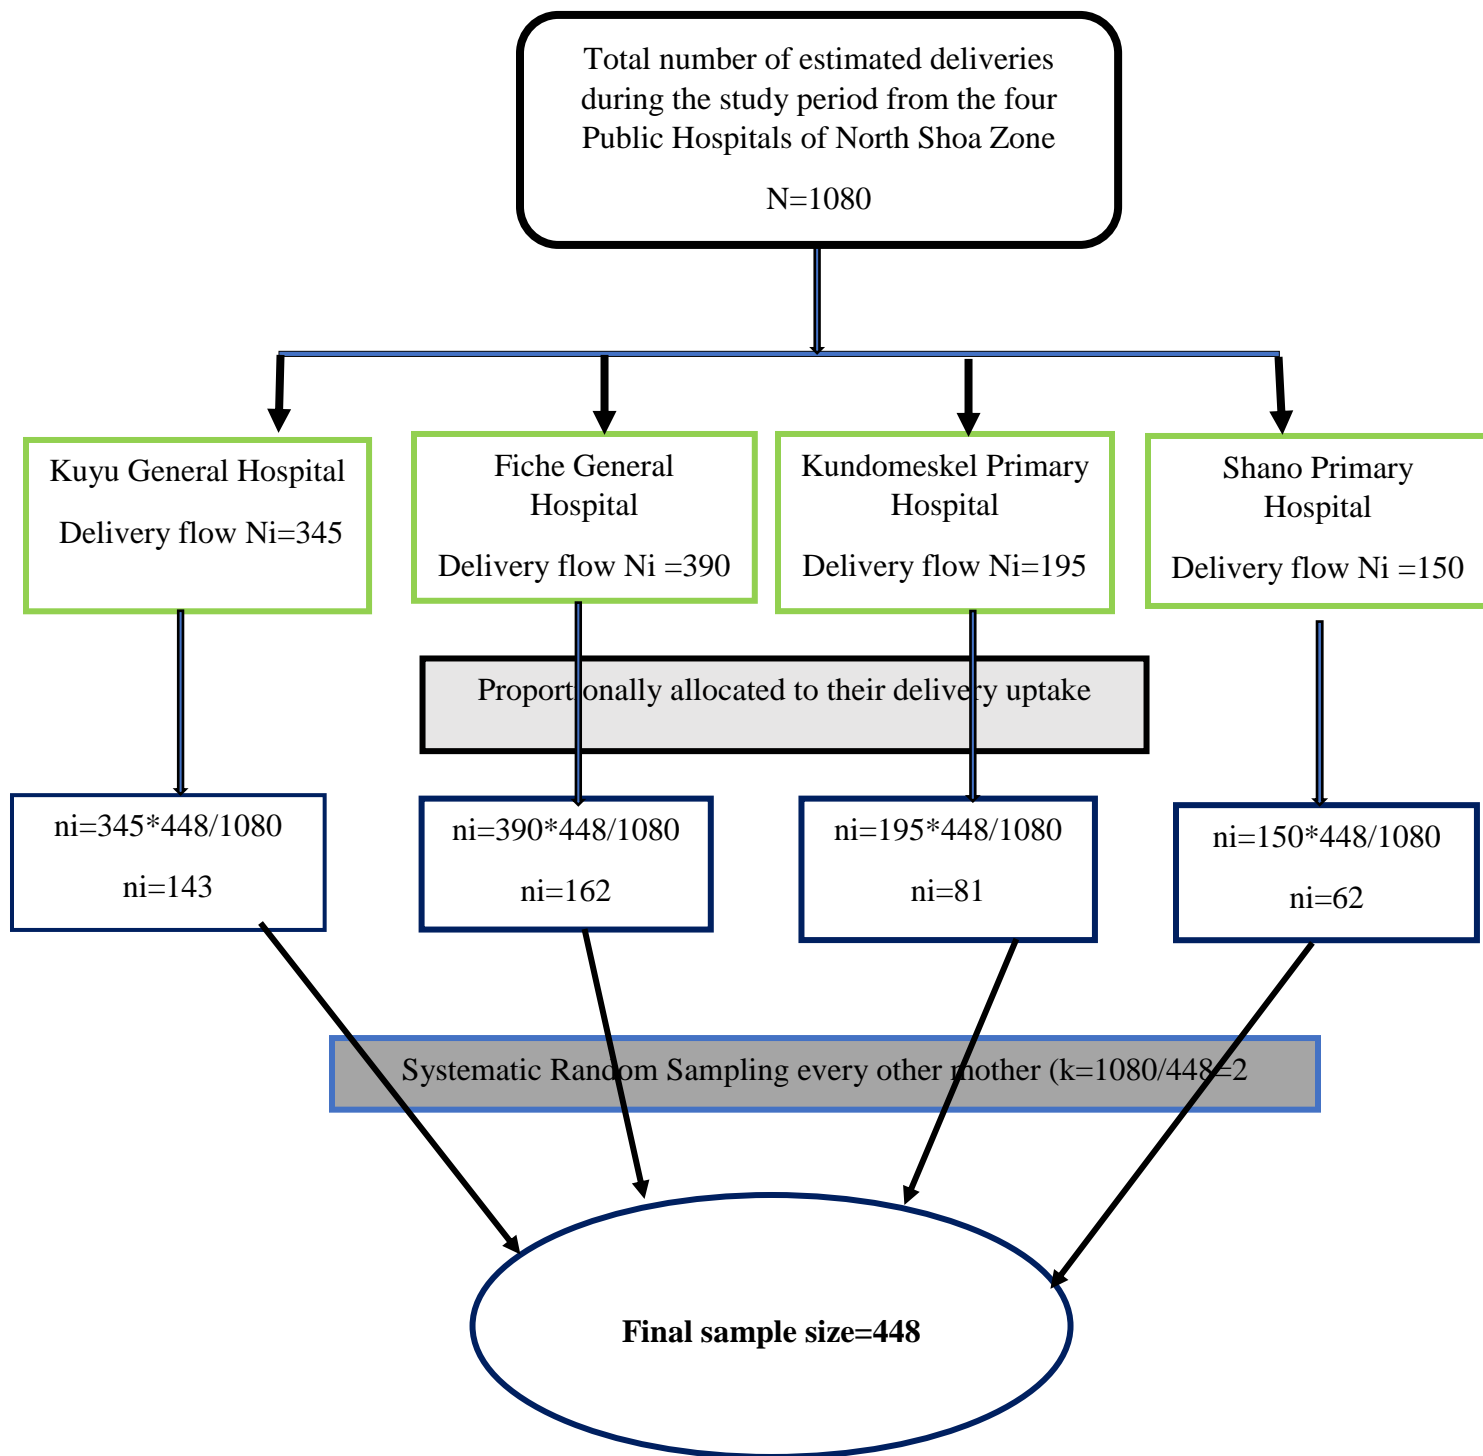 Total number of estimated deliveries
during the study period from the four
Public Hospitals of North Shoa Zone
N=1080
Kuyu General Hospital
Delivery flow Ni=345
Fiche General
Hospital
Delivery flow Ni =390
Kundomeskel Primary
Hospital
Delivery flow Ni=195
Shano Primary
Hospital
Delivery flow Ni =150
Proportionally allocated to their delivery uptake
ni=345*448/1080
ni=143
ni=390*448/1080
ni=162
ni=195*448/1080
ni=81
ni=150*448/1080
ni=62
Systematic Random Sampling every other mother (k=1080/448=2
Final sample size=448